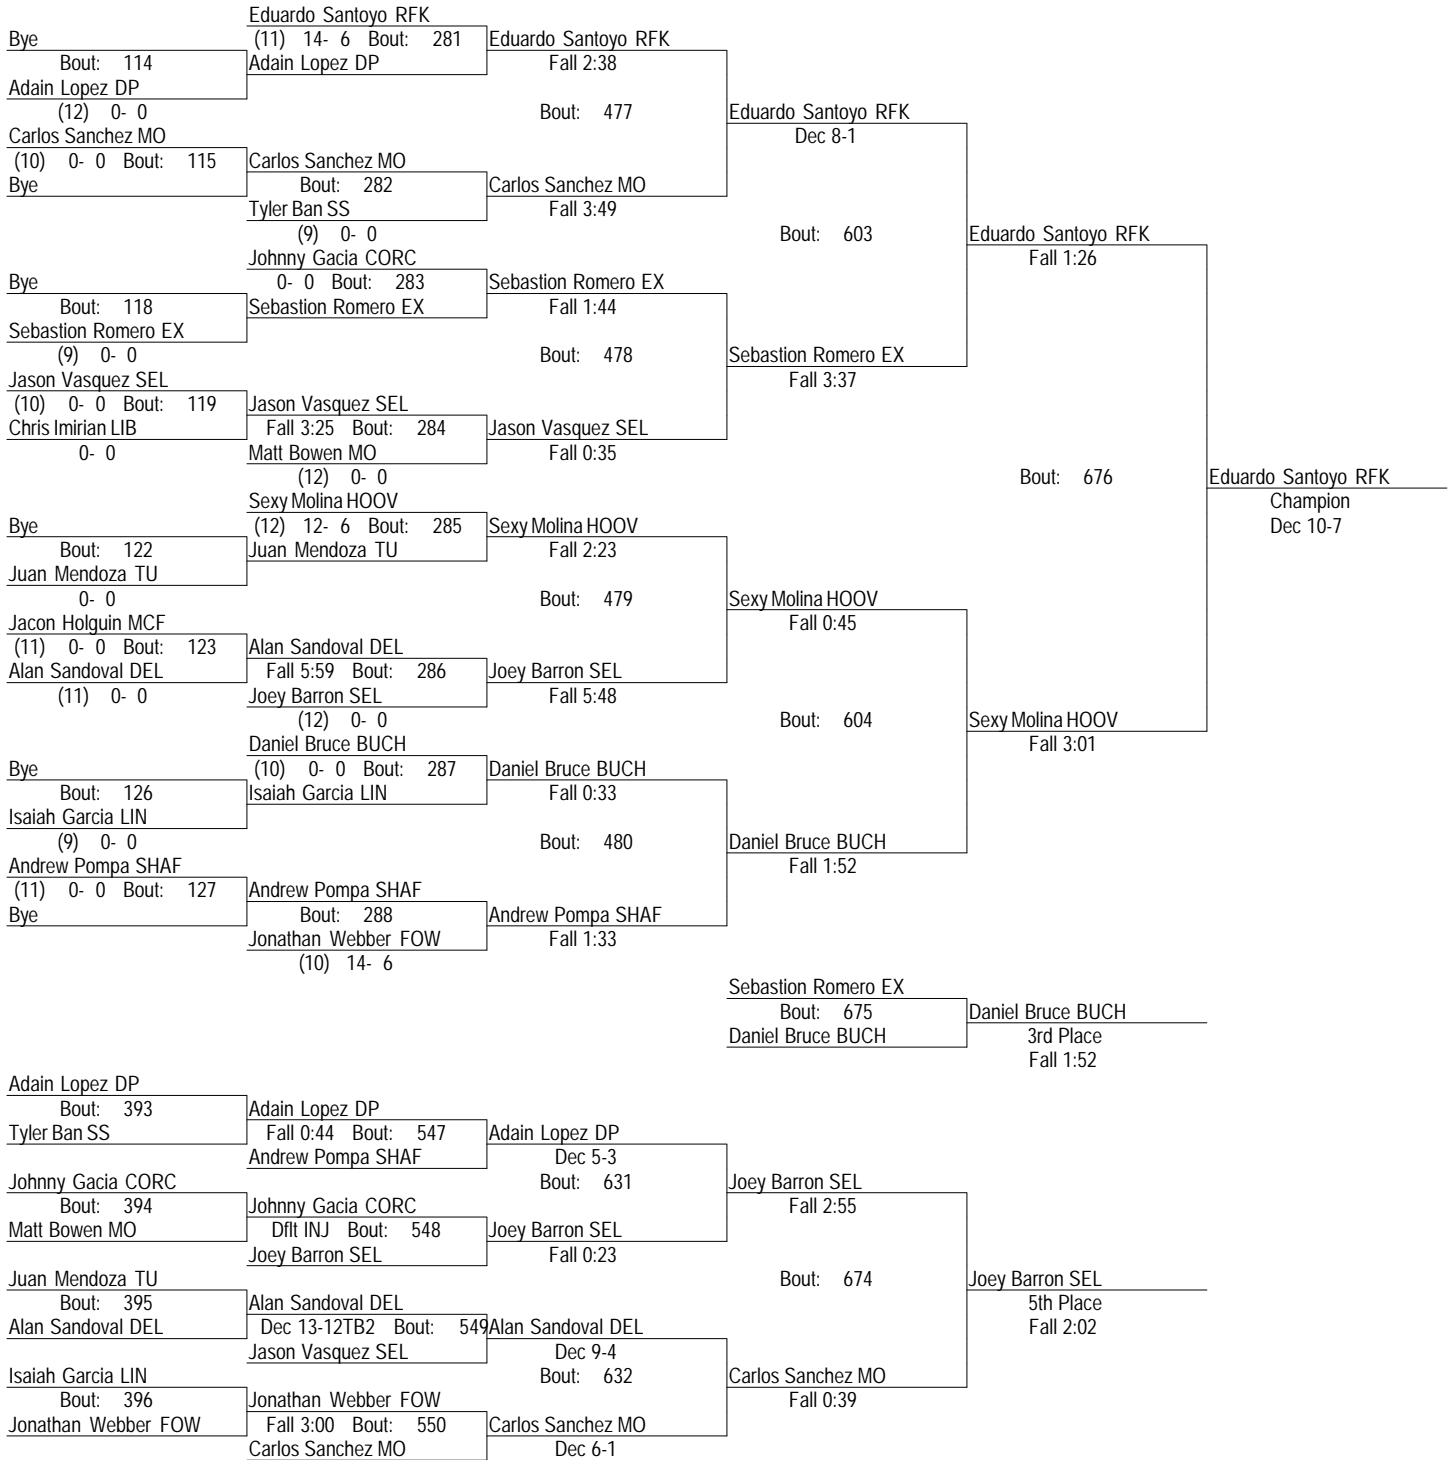 Eduardo Santoyo RFK
Bye (11) 14- 6 Bout: 281 Eduardo Santoyo RFK
Bout: 114 Adain Lopez DP Fall 2:38
Adain Lopez DP
(12) 0- 0 Bout: 477 Eduardo Santoyo RFK
Carlos Sanchez MO Dec 8-1
(10) 0- 0 Bout: 115 Carlos Sanchez MO
Bye Bout: 282 Carlos Sanchez MO
Tyler Ban SS Fall 3:49
(9) 0- 0 Bout: 603 Eduardo Santoyo RFK
Johnny Gacia CORC Fall 1:26
Bye 0- 0 Bout: 283 Sebastion Romero EX
Bout: 118 Sebastion Romero EX Fall 1:44
Sebastion Romero EX
(9) 0- 0 Bout: 478 Sebastion Romero EX
Jason Vasquez SEL Fall 3:37
(10) 0- 0 Bout: 119 Jason Vasquez SEL
Chris Imirian LIB Fall 3:25 Bout: 284 Jason Vasquez SEL
0- 0 Matt Bowen MO Fall 0:35
(12) 0- 0 Bout: 676 Eduardo Santoyo RFK
Sexy Molina HOOV Champion
Bye (12) 12- 6 Bout: 285 Sexy Molina HOOV Dec 10-7
Bout: 122 Juan Mendoza TU Fall 2:23
Juan Mendoza TU
0- 0 Bout: 479 Sexy Molina HOOV
Jacon Holguin MCF Fall 0:45
(11) 0- 0 Bout: 123 Alan Sandoval DEL
Alan Sandoval DEL Fall 5:59 Bout: 286 Joey Barron SEL
(11) 0- 0 Joey Barron SEL Fall 5:48
(12) 0- 0 Bout: 604 Sexy Molina HOOV
Daniel Bruce BUCH Fall 3:01
Bye (10) 0- 0 Bout: 287 Daniel Bruce BUCH
Bout: 126 Isaiah Garcia LIN Fall 0:33
Isaiah Garcia LIN
(9) 0- 0 Bout: 480 Daniel Bruce BUCH
Andrew Pompa SHAF Fall 1:52
(11) 0- 0 Bout: 127 Andrew Pompa SHAF
Bye Bout: 288 Andrew Pompa SHAF
Jonathan Webber FOW Fall 1:33
(10) 14- 6
Sebastion Romero EX
Bout: 675 Daniel Bruce BUCH
Daniel Bruce BUCH 3rd Place
Fall 1:52
Adain Lopez DP
Bout: 393 Adain Lopez DP
Tyler Ban SS Fall 0:44 Bout: 547 Adain Lopez DP
Andrew Pompa SHAF Dec 5-3
Johnny Gacia CORC Bout: 631 Joey Barron SEL
Bout: 394 Johnny Gacia CORC Fall 2:55
Matt Bowen MO Dflt INJ Bout: 548 Joey Barron SEL
Joey Barron SEL Fall 0:23
Juan Mendoza TU Bout: 674 Joey Barron SEL
Bout: 395 Alan Sandoval DEL 5th Place
Alan Sandoval DEL Dec 13-12TB2 Bout: 549 Alan Sandoval DEL Fall 2:02
Jason Vasquez SEL Dec 9-4
Isaiah Garcia LIN Bout: 632 Carlos Sanchez MO
Bout: 396 Jonathan Webber FOW Fall 0:39
Jonathan Webber FOW Fall 3:00 Bout: 550 Carlos Sanchez MO
Carlos Sanchez MO Dec 6-1